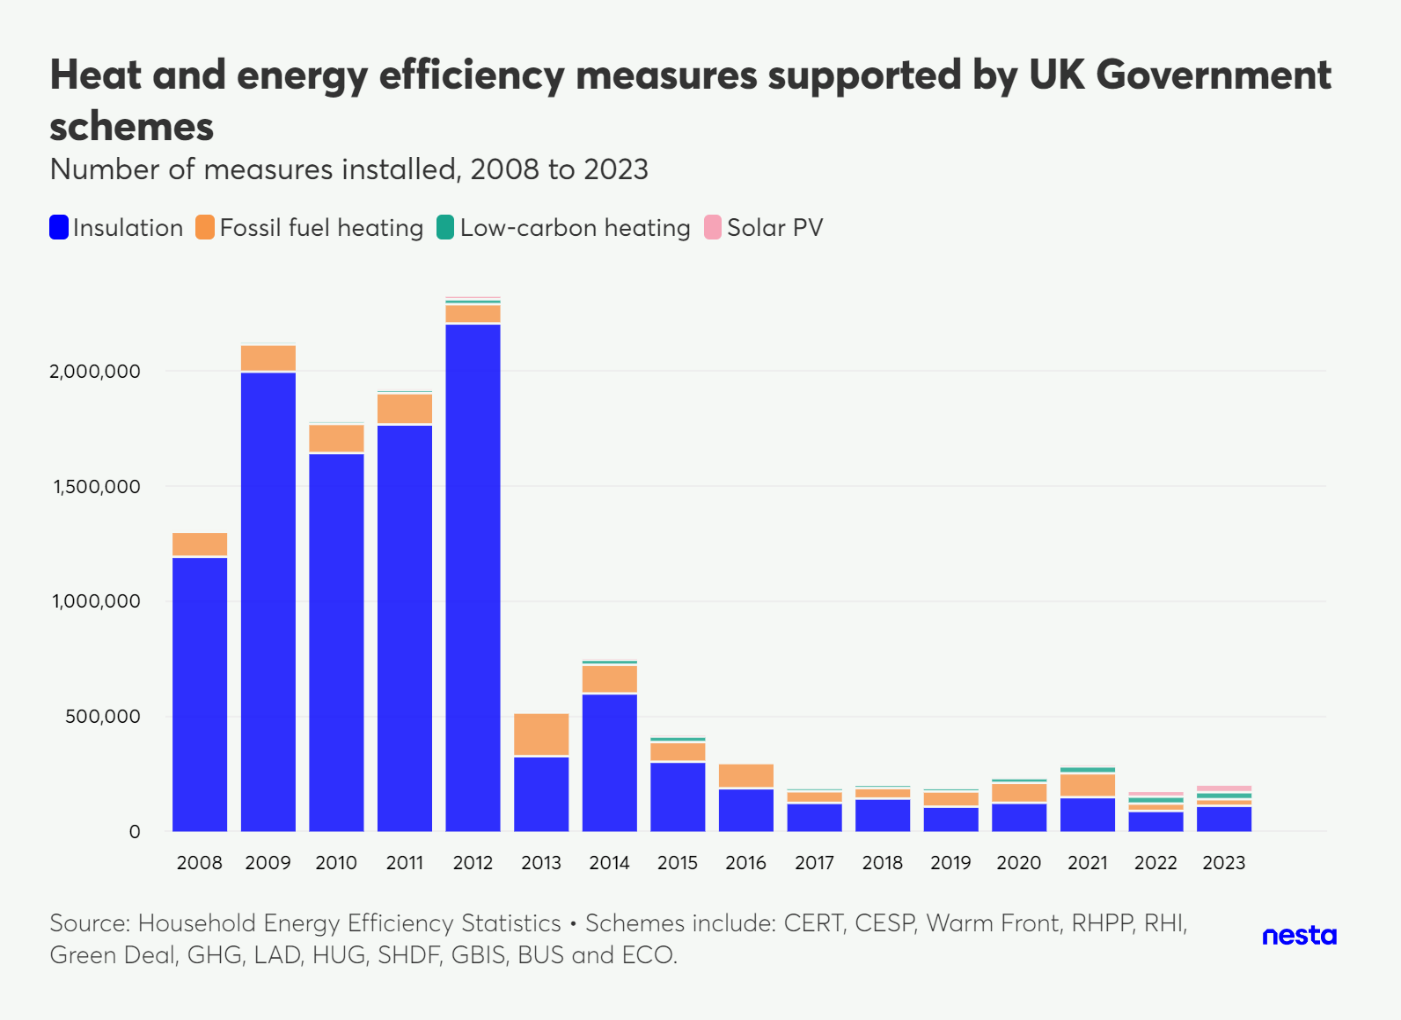 Heat and energy efficiency measures supported by UK Government
schemes
Number of measures installed, 2008 to 2023
Insulation Fossil fuel heating Low-carbon heating Solar PV
2,000,000
1,500,000
1,000,000
500,000
0
2008 2009 2010 2011 2012 2013 2014 2015 2016 2017 2018 2019 2020 2021 2022 2023
Source: Household Energy Efficiency Statistics • Schemes include: CERT, CESP, Warm Front, RHPP, RHI,
Green Deal, GHG, LAD, HUG, SHDF, GBIS, BUS and ECO.
nesta